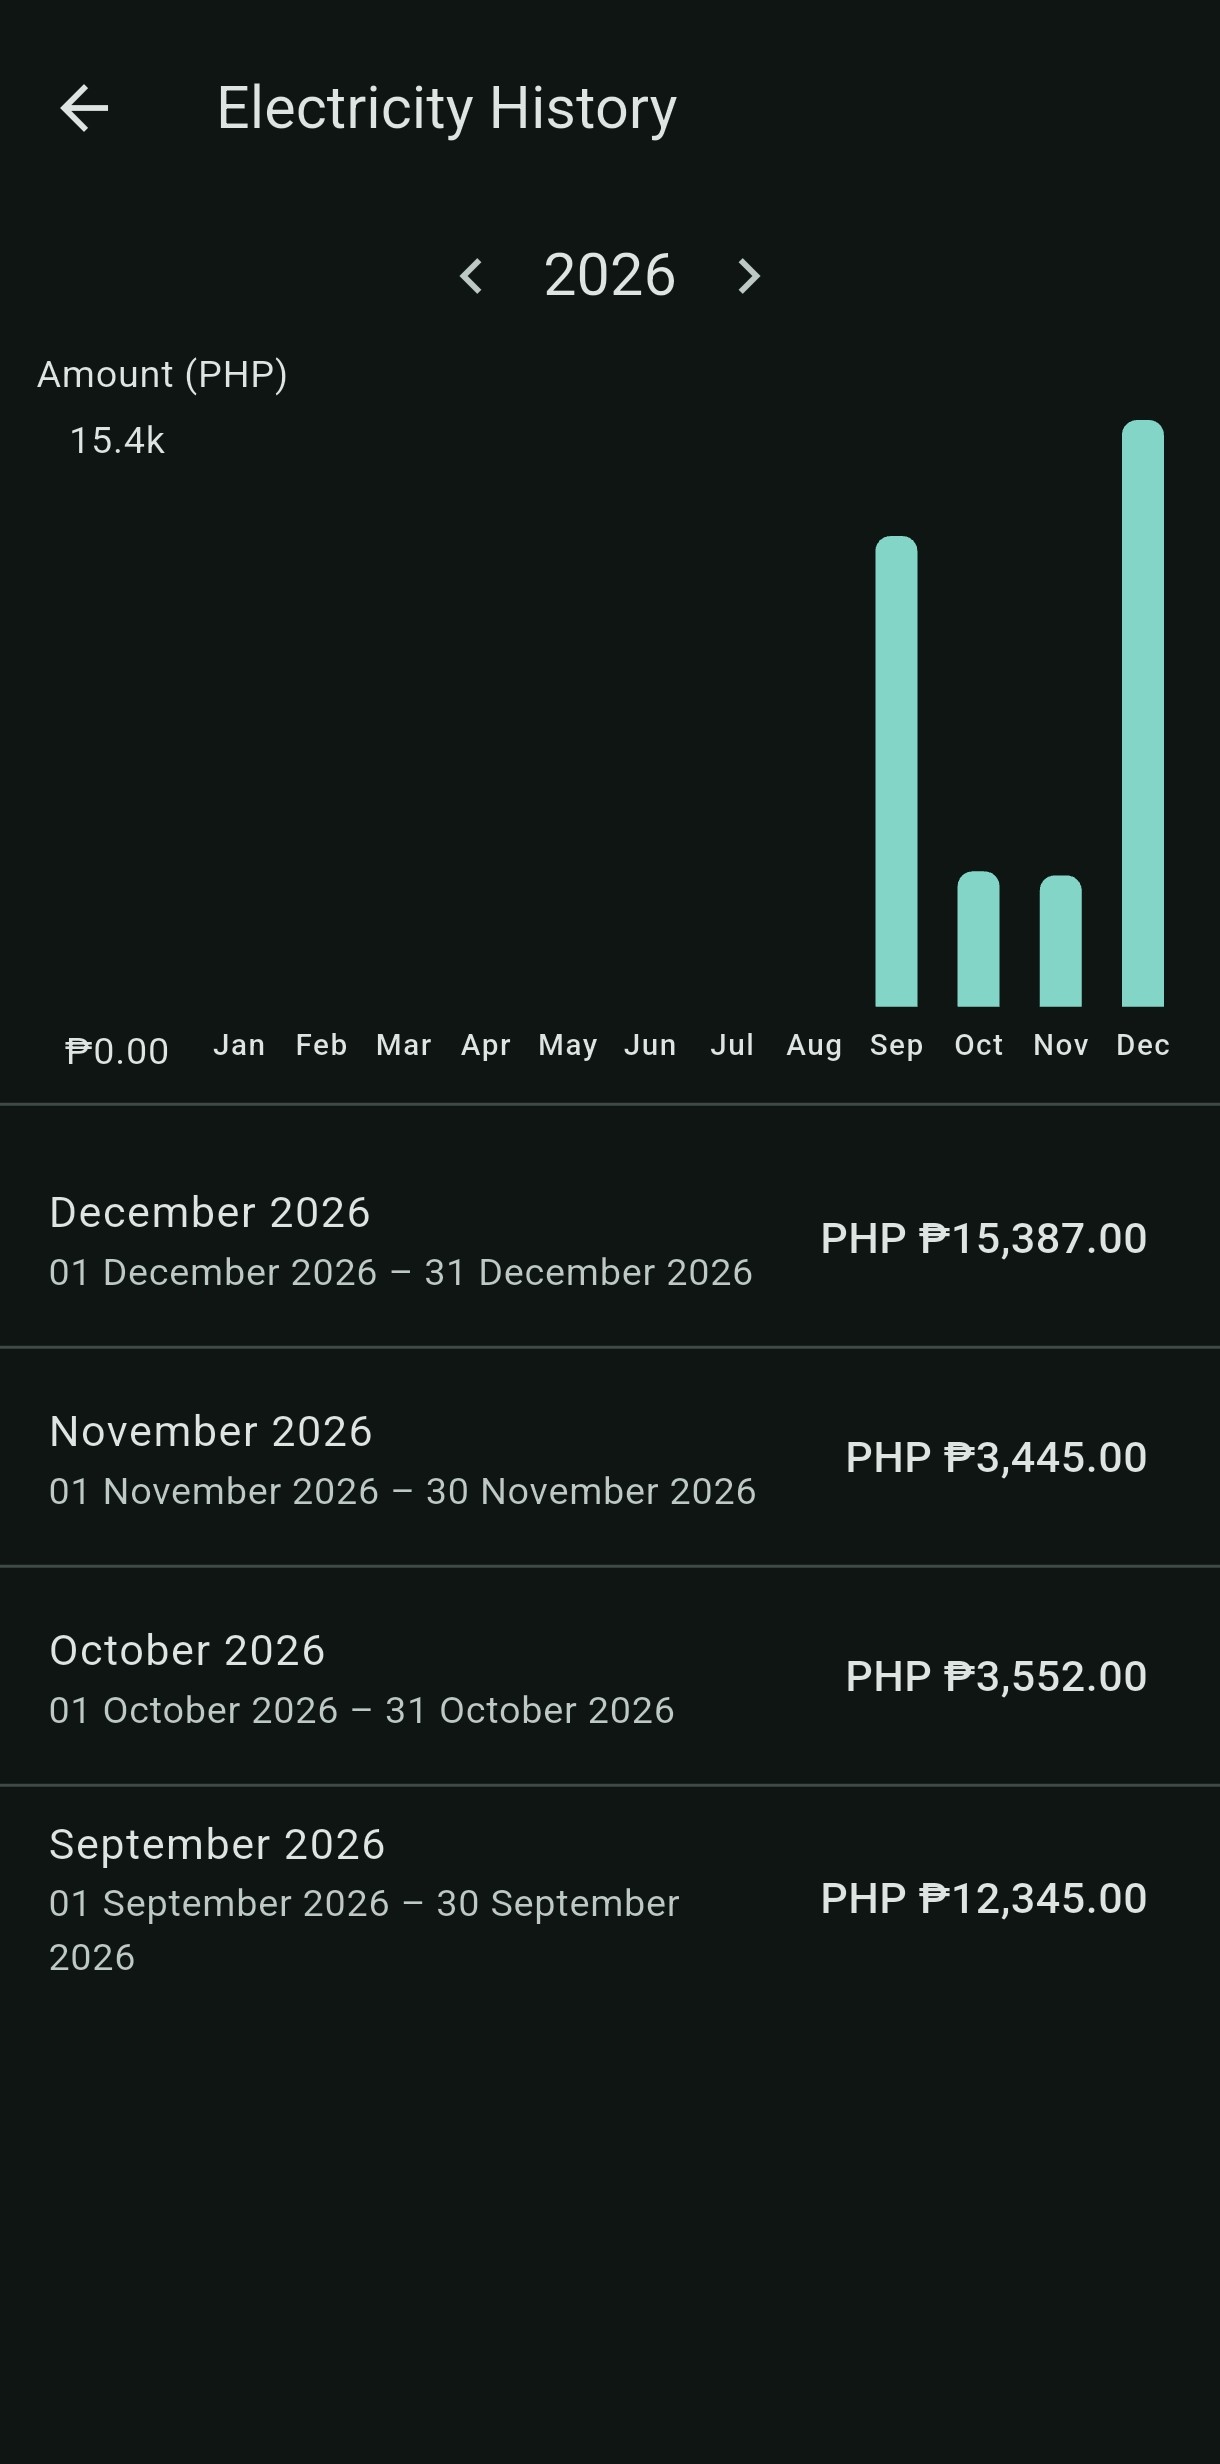 Electricity History
2026
Amount (PHP)
15.4k
₱0.00
Jan Feb Mar Apr May Jun Jul Aug Sep Oct Nov Dec
December 2026
01 December 2026 – 31 December 2026
PHP ₱15,387.00
November 2026
01 November 2026 – 30 November 2026
PHP ₱3,445.00
October 2026
01 October 2026 – 31 October 2026
PHP ₱3,552.00
September 2026
01 September 2026 – 30 September
2026
PHP ₱12,345.00